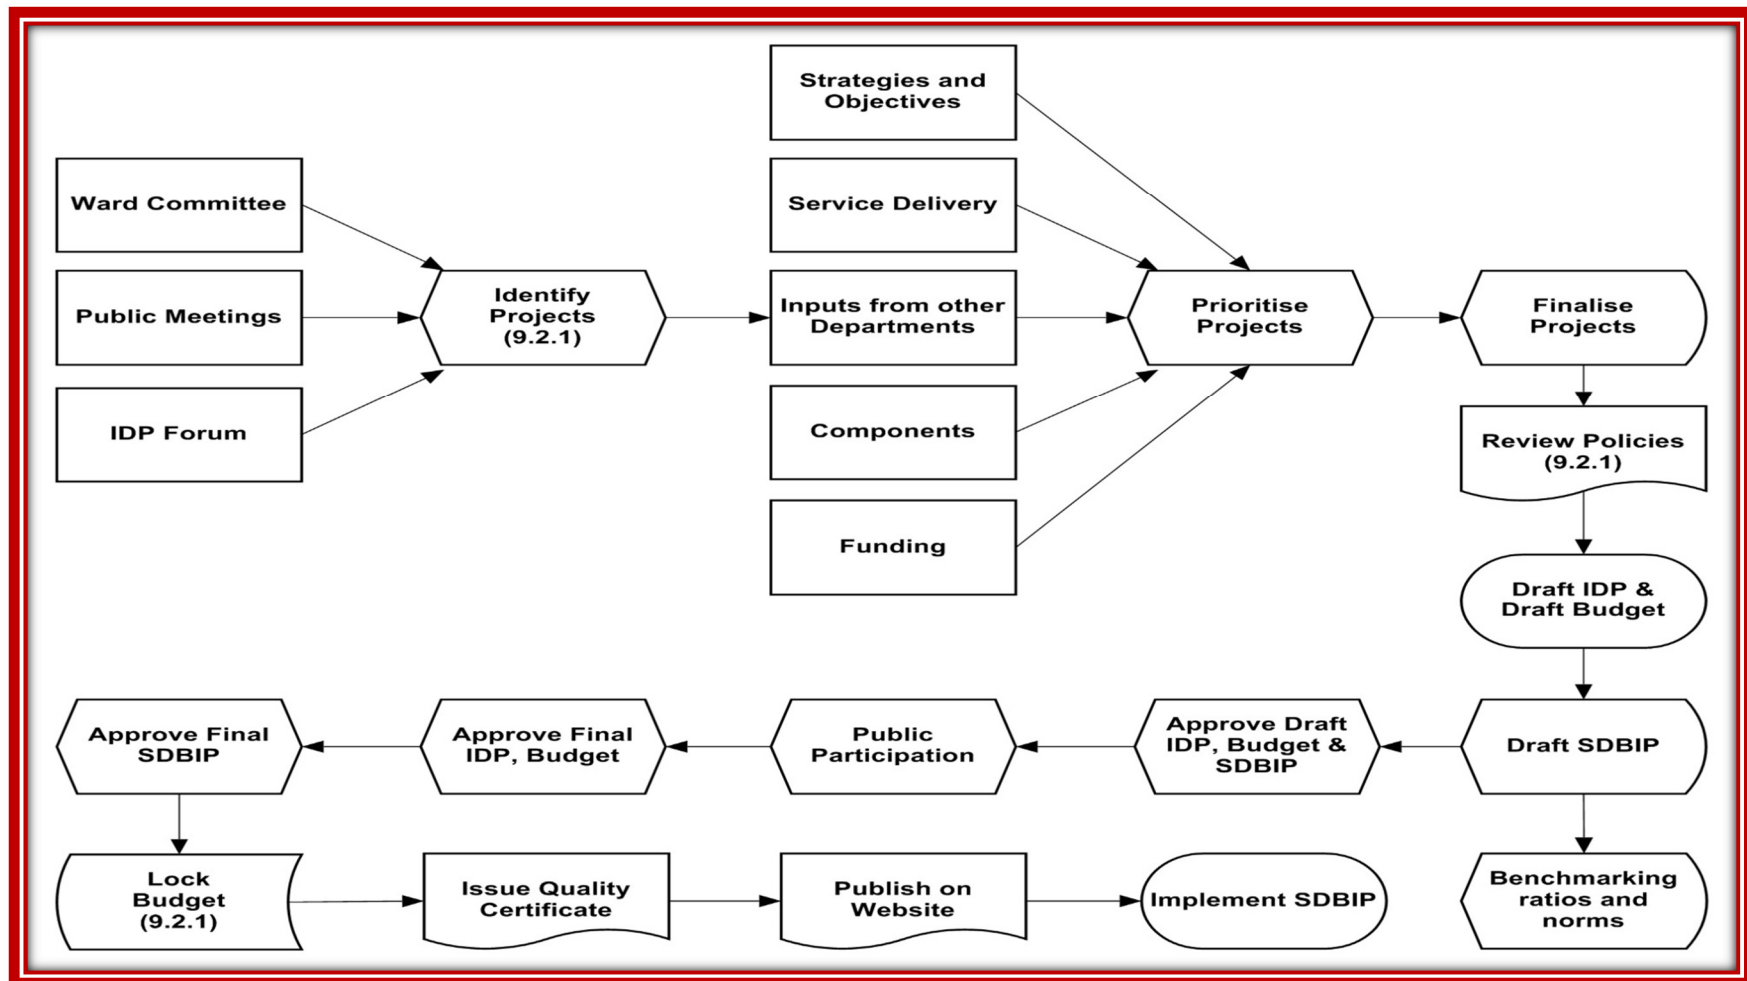 Strategies and
Objectives
Ward Committee
Service Delivery
Public Meetings
Identify
Projects
(9.2.1)
Inputs from other
Departments
Prioritise
Projects
Finalise
Projects
IDP Forum
Components
Review Policies
(9.2.1)
Funding
Draft IDP &
Draft Budget
Approve Final
SDBIP
Approve Final
IDP, Budget
Public
Participation
Approve Draft
IDP, Budget &
SDBIP
Draft SDBIP
Lock
Budget
(9.2.1)
Issue Quality
Certificate
Publish on
Website
Implement SDBIP
Benchmarking
ratios and
norms